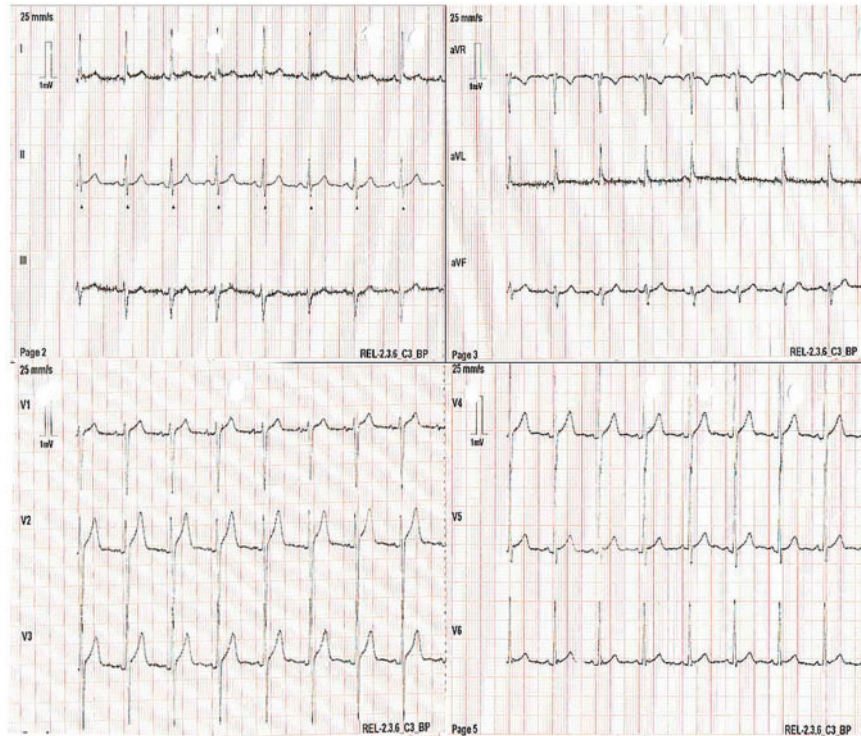 25 mm/s
I
1mV
II
III
Page 2
REL-2.3.6_C3_BP
25 mm/s
aVR
1mV
aVL
aVF
Page 3
REL-2.3.6_C3_BP
25 mm/s
V1
1mV
V2
V3
REL-2.3.6_C3_BP
25 mm/s
V4
1mV
V5
V6
Page 5
REL-2.3.6_C3_BP